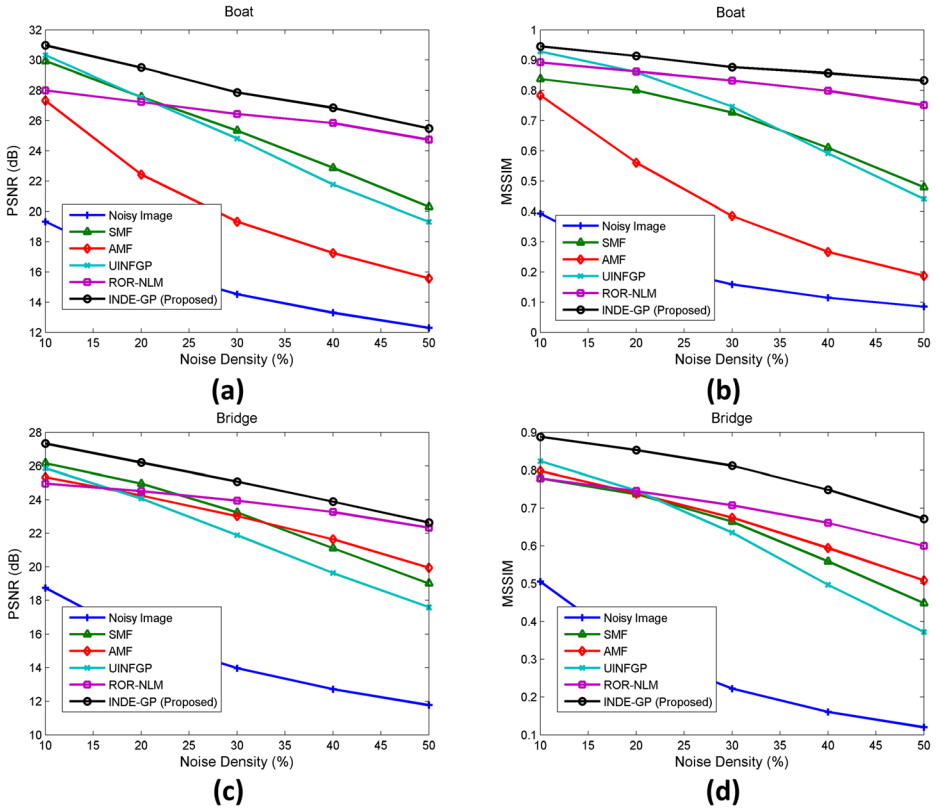 Boat
PSNR (dB)
32
30
28
26
24
22
20
18
16
14
12
Noisy Image
SMF
AMF
UINFGP
ROR-NLM
INDE-GP (Proposed)
10 15 20 25 30 35 40 45 50
Noise Density (%)
(a)
Boat
MSSIM
1
0.9
0.8
0.7
0.6
0.5
0.4
0.3
0.2
0.1
0
Noisy Image
SMF
AMF
UINFGP
ROR-NLM
INDE-GP (Proposed)
10 15 20 25 30 35 40 45 50
Noise Density (%)
(b)
Bridge
PSNR (dB)
28
26
24
22
20
18
16
14
12
10
Noisy Image
SMF
AMF
UINFGP
ROR-NLM
INDE-GP (Proposed)
10 15 20 25 30 35 40 45 50
Noise Density (%)
(c)
Bridge
MSSIM
0.9
0.8
0.7
0.6
0.5
0.4
0.3
0.2
0.1
Noisy Image
SMF
AMF
UINFGP
ROR-NLM
INDE-GP (Proposed)
10 15 20 25 30 35 40 45 50
Noise Density (%)
(d)